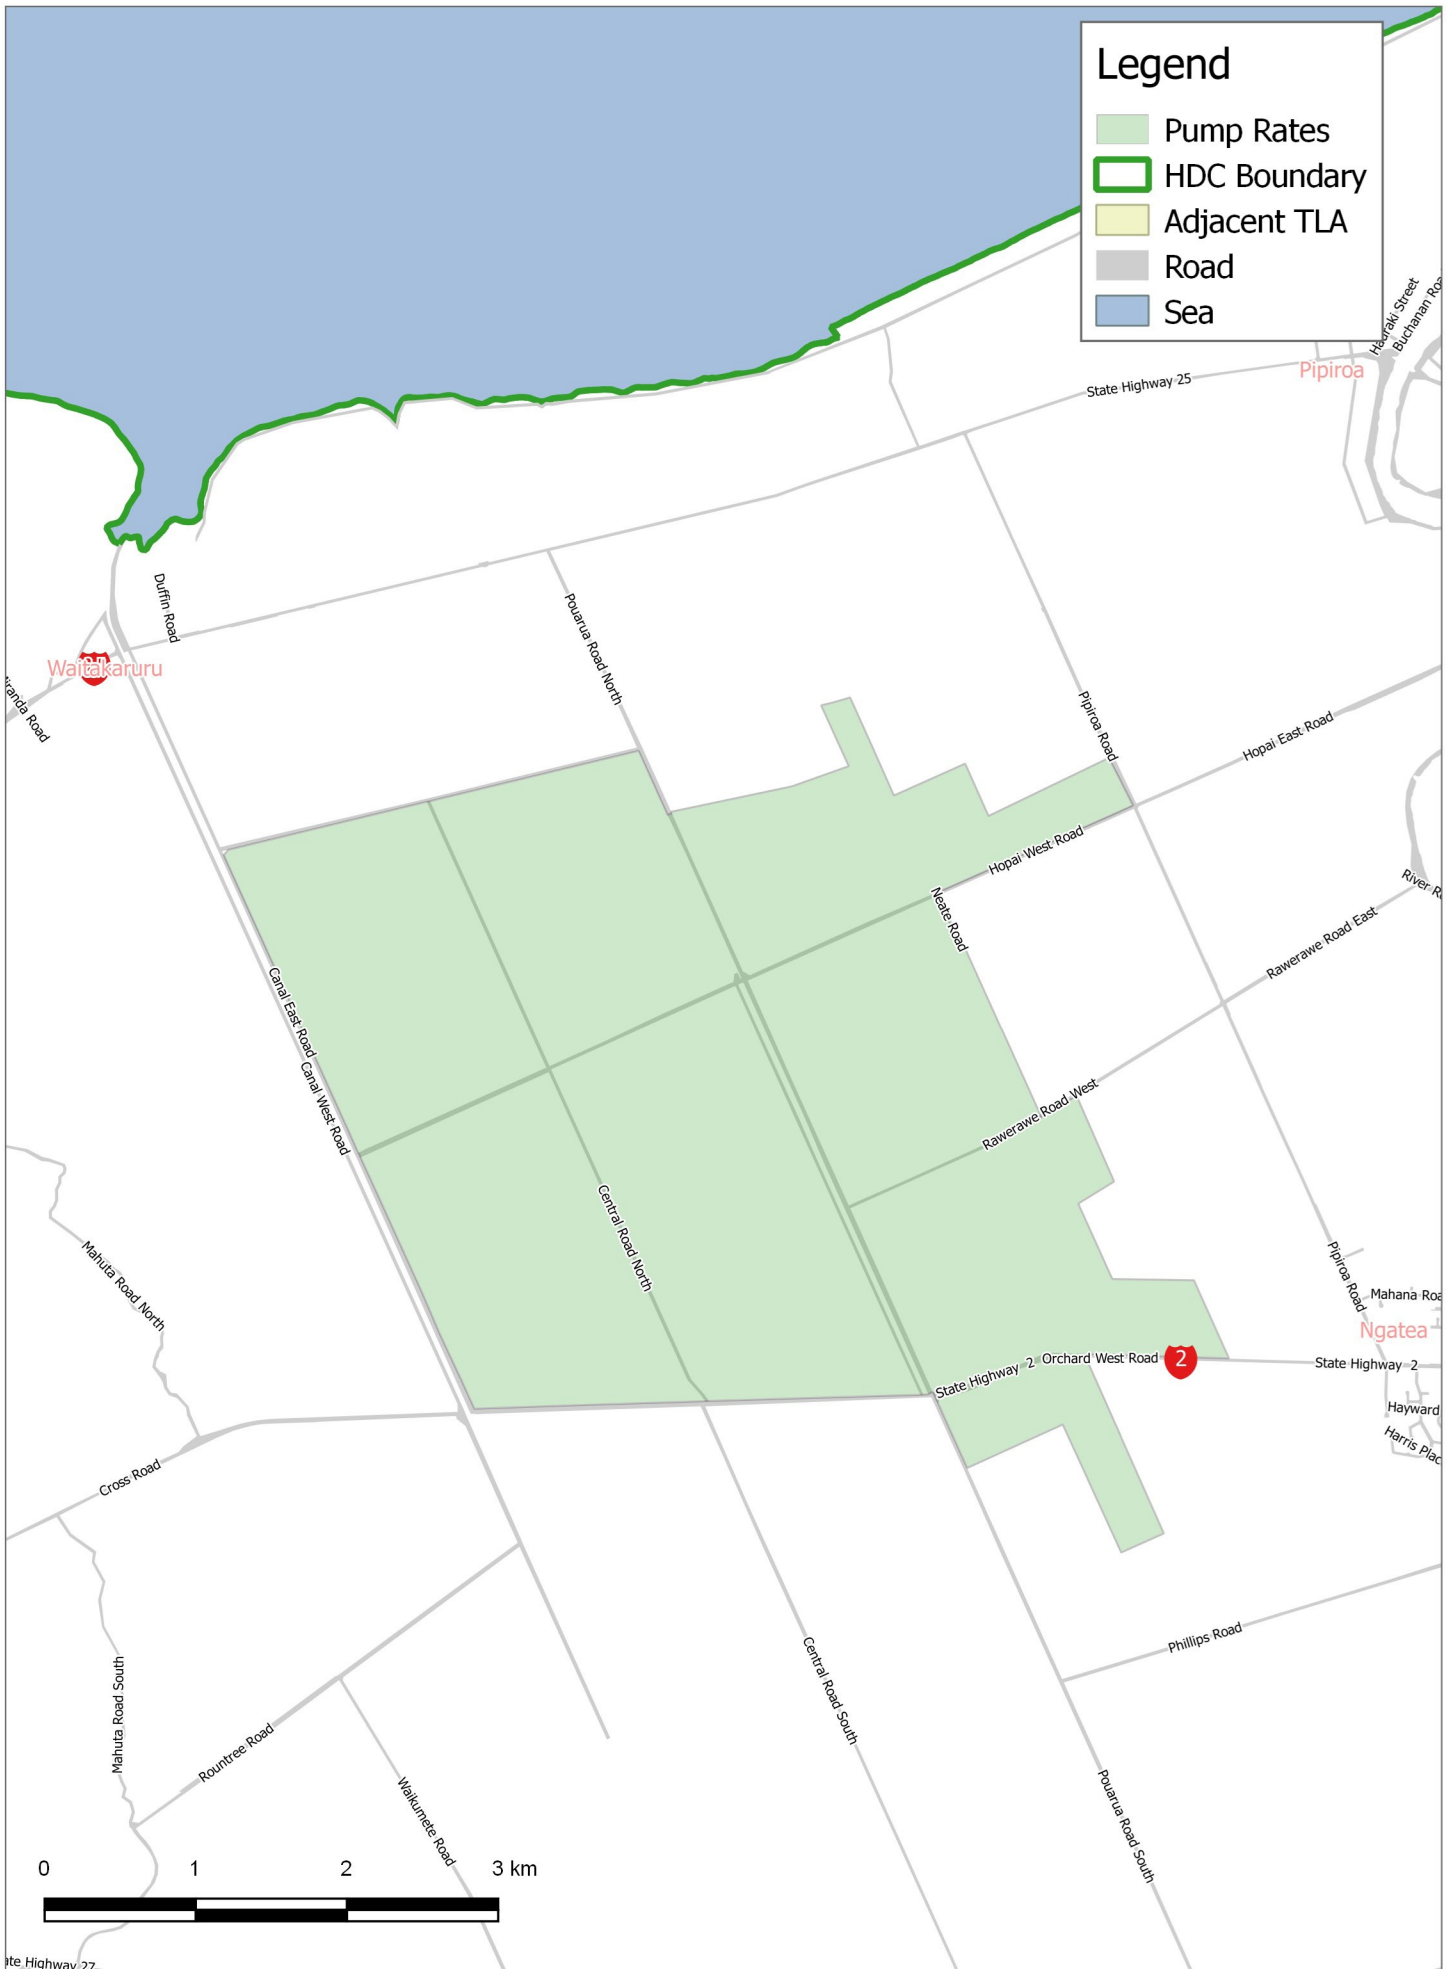 Legend
Pump Rates
HDC Boundary
Adjacent TLA
Road
Sea
Hauraki Street
Pipiroa
State Highway 25
Duffin Road
Pouarua Road North
Waitakaruru
Road
Pipiroa Road
Hopai East Road
Hopai West Road
Neate Road
River
Rawerawe Road East
Canal East Road
Canal West Road
Rawerawe Road West
Central Road North
Mahuta Road North
Pipiroa Road
Mahana
Ngatea
State Highway 2
Orchard West Road
2
State Highway 2
Hayward
Harris
Cross Road
Phillips Road
Mahuta Road South
Central Road South
Rountree Road
Waikumete Road
Pouarua Road South
0 1 2 3 km
Highway 27